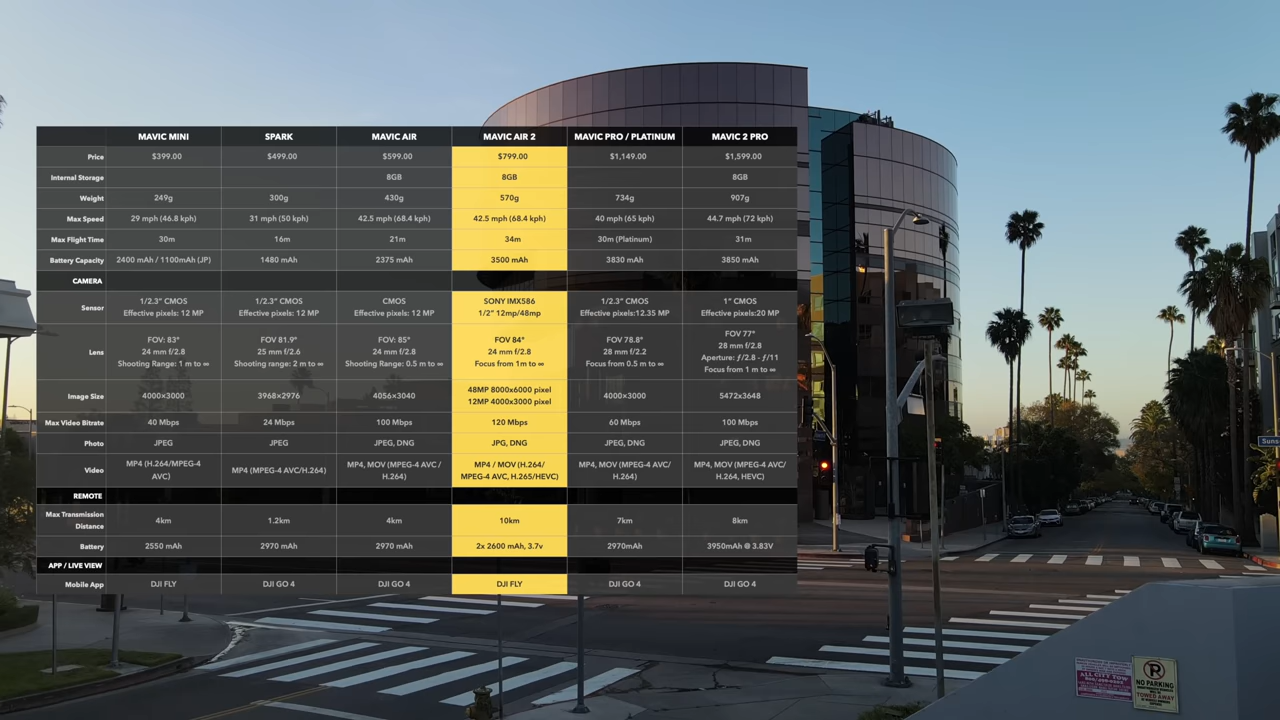 MAVIC MINI SPARK MAVIC AIR MAVIC AIR 2 MAVIC PRO / PLATINUM MAVIC 2 PRO
Price $399.00 $499.00 $599.00 $799.00 $1,149.00 $1,599.00
Internal Storage 8GB 8GB 8GB
Weight 249g 300g 430g 570g 734g 907g
Max Speed 29 mph (46.8 kph) 31 mph (50 kph) 42.5 mph (68.4 kph) 42.5 mph (68.4 kph) 40 mph (65 kph) 44.7 mph (72 kph)
Max Flight Time 30m 16m 21m 34m 30m (Platinum) 31m
Battery Capacity 2400 mAh / 1100mAh (JP) 1480 mAh 2375 mAh 3500 mAh 3830 mAh 3850 mAh
CAMERA
Sensor 1/2.3" CMOS 1/2.3" CMOS CMOS SONY IMX586 1/2.3" CMOS 1" CMOS
Effective pixels: 12 MP Effective pixels: 12 MP Effective pixels: 12 MP 1/2" 12mp/48mp Effective pixels:12.35 MP Effective pixels:20 MP
Lens FOV: 83° FOV 81.9° FOV: 85° FOV 84° FOV 78.8° FOV 77°
24 mm f/2.8 25 mm f/2.6 24 mm f/2.8 24 mm f/2.8 28 mm f/2.2 28 mm f/2.8
Shooting Range: 1 m to ∞ Shooting range: 2 m to ∞ Shooting Range: 0.5 m to ∞ Focus from 1m to ∞ Focus from 0.5 m to ∞ Aperture: ƒ/2.8 - ƒ/11
Focus from 1 m to ∞
Image Size 4000×3000 3968×2976 4056×3040 48MP 8000x6000 pixel 4000×3000 5472x3648
12MP 4000x3000 pixel
Max Video Bitrate 40 Mbps 24 Mbps 100 Mbps 120 Mbps 60 Mbps 100 Mbps
Photo JPEG JPEG JPEG, DNG JPG, DNG JPEG, DNG JPEG, DNG
Video MP4 (H.264/MPEG-4 MP4 (MPEG-4 AVC/H.264) MP4, MOV (MPEG-4 AVC / MP4 / MOV (H.264/ MP4, MOV (MPEG-4 AVC/ MP4, MOV (MPEG-4 AVC/
AVC) H.264) MPEG-4 AVC, H.265/HEVC) H.264) H.264, HEVC)
REMOTE
Max Transmission
Distance 4km 1.2km 4km 10km 7km 8km
Battery 2550 mAh 2970 mAh 2970 mAh 2x 2600 mAh, 3.7v 2970mAh 3950mAh @ 3.83V
APP / LIVE VIEW
Mobile App DJI FLY DJI GO 4 DJI GO 4 DJI FLY DJI GO 4 DJI GO 4
Suns
ALL CITY TOW
NO PARKING
TOWED AWAY